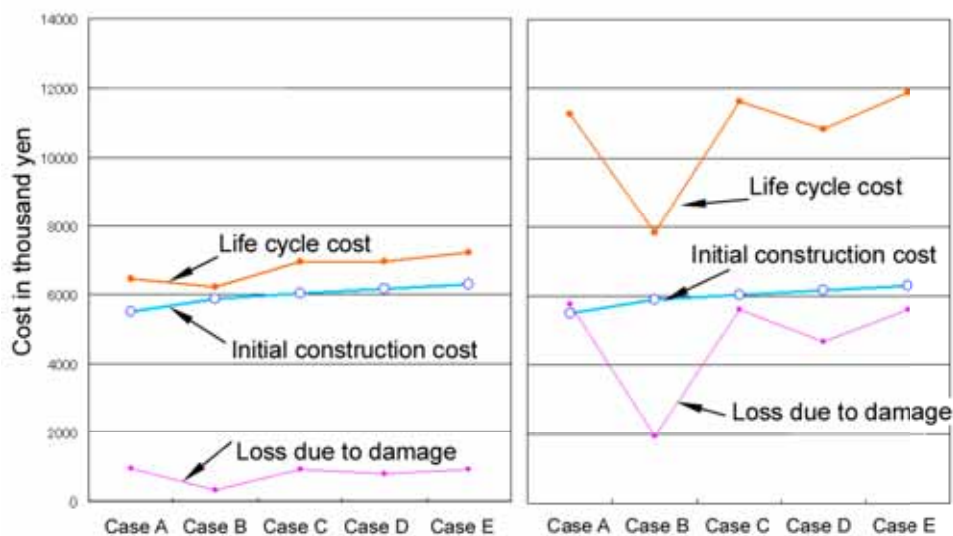 Cost in thousand yen
14000
12000
10000
8000
6000
4000
2000
0
Life cycle cost
Initial construction cost
Loss due to damage
Case A Case B Case C Case D Case E
Life cycle cost
Initial construction cost
Loss due to damage
Case A Case B Case C Case D Case E